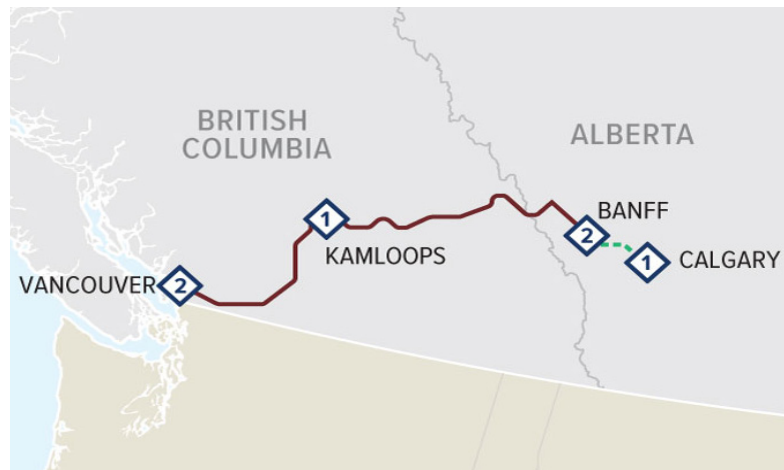 BRITISH
COLUMBIA
ALBERTA
1
BANFF
KAMLOOPS
2
1
CALGARY
VANCOUVER
2